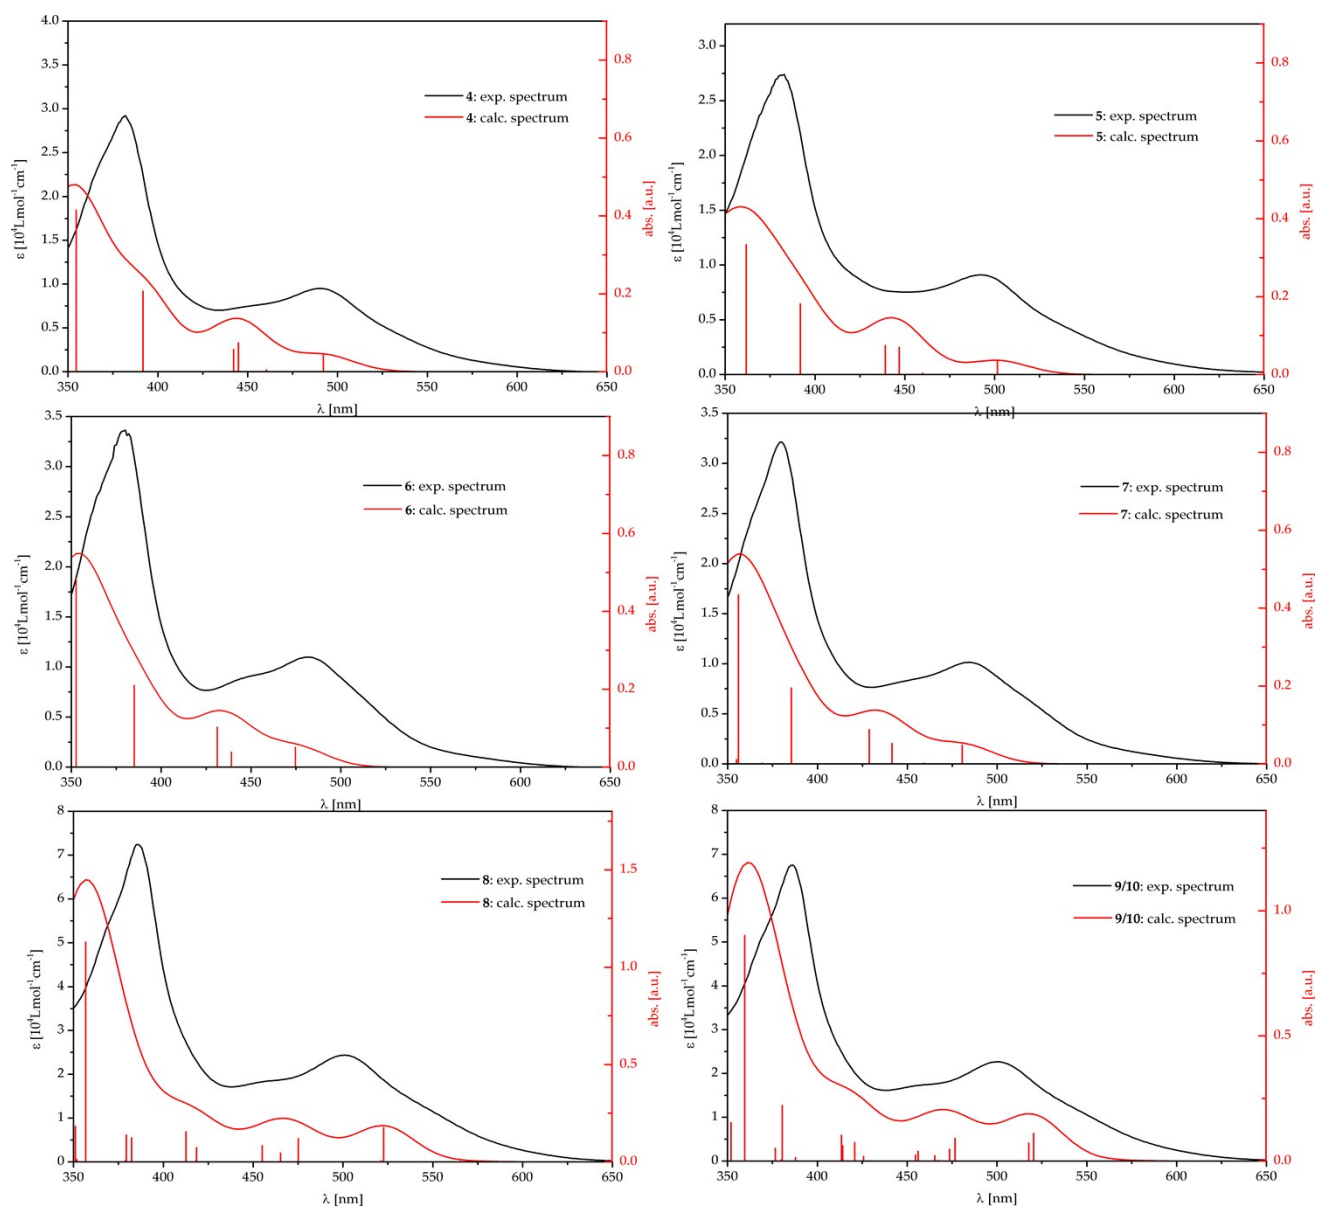 4.0
3.5
3.0
2.5
2.0
1.5
1.0
0.5
0.0
ε [10⁴Lmol⁻¹cm⁻¹]
4: exp. spectrum
4: calc. spectrum
0.8
0.6
0.4
0.2
0.0
abs. [a.u.]
350 400 450 500 550 600 650
λ [nm]
3.0
2.5
2.0
1.5
1.0
0.5
0.0
ε [10⁴Lmol⁻¹cm⁻¹]
5: exp. spectrum
5: calc. spectrum
0.8
0.6
0.4
0.2
0.0
abs. [a.u.]
350 400 450 500 550 600 650
λ [nm]
3.5
3.0
2.5
2.0
1.5
1.0
0.5
0.0
ε [10⁴Lmol⁻¹cm⁻¹]
6: exp. spectrum
6: calc. spectrum
0.8
0.6
0.4
0.2
0.0
abs. [a.u.]
350 400 450 500 550 600 650
λ [nm]
3.5
3.0
2.5
2.0
1.5
1.0
0.5
0.0
ε [10⁴Lmol⁻¹cm⁻¹]
7: exp. spectrum
7: calc. spectrum
0.8
0.6
0.4
0.2
0.0
abs. [a.u.]
350 400 450 500 550 600 650
λ [nm]
8
7
6
5
4
3
2
1
0
ε [10⁴Lmol⁻¹cm⁻¹]
8: exp. spectrum
8: calc. spectrum
1.5
1.0
0.5
0.0
abs. [a.u.]
350 400 450 500 550 600 650
λ [nm]
8
7
6
5
4
3
2
1
0
ε [10⁴Lmol⁻¹cm⁻¹]
9/10: exp. spectrum
9/10: calc. spectrum
1.0
0.5
0.0
abs. [a.u.]
350 400 450 500 550 600 650
λ [nm]